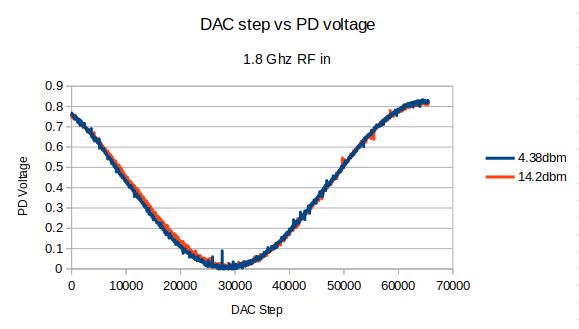 DAC step vs PD voltage
1.8 Ghz RF in
PD Voltage
0.9
0.8
0.7
0.6
0.5
0.4
0.3
0.2
0.1
0
0 10000 20000 30000 40000 50000 60000 70000
DAC Step
4.38dbm
14.2dbm